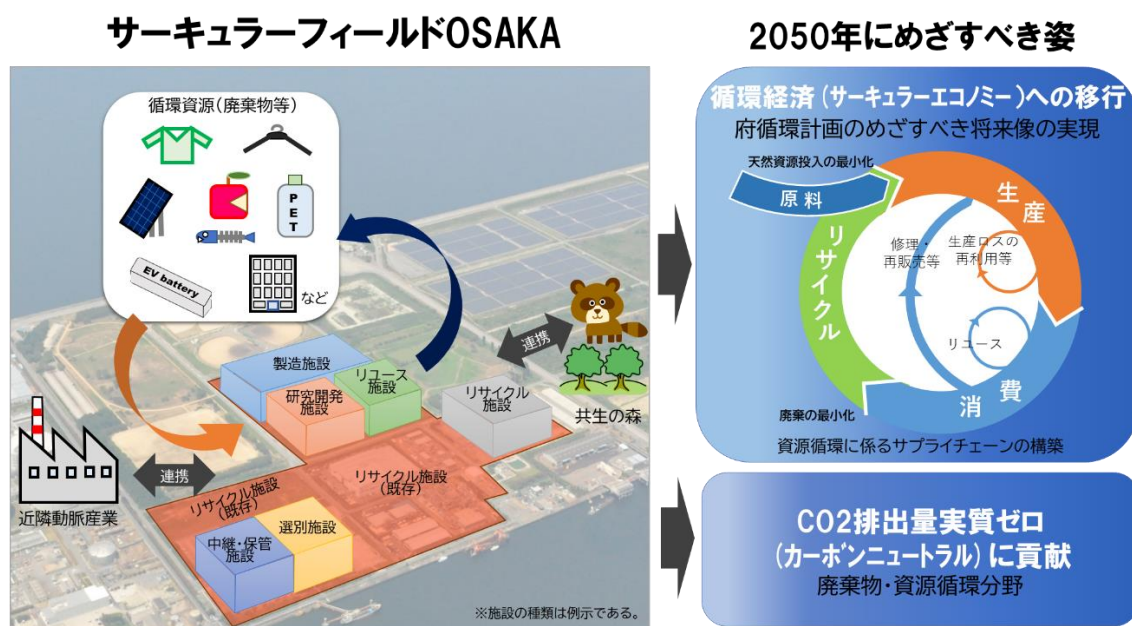 サーキュラーフィールドOSAKA
循環資源(廃棄物等)
PET
EV battery
など
製造施設
研究開発
施設
リユース
施設
リサイクル
施設
連携
共生の森
近隣動脈産業
連携
リサイクル施設
(既存)
リサイクル施設
(既存)
中継・保管
施設
選別施設
※施設の種類は例示である。
2050年にめざすべき姿
循環経済(サーキュラーエコノミー)への移行
府循環計画のめざすべき将来像の実現
天然資源投入の最小化
原料
生産
リサイクル
修理・
再販売等
生産ロスの
再利用等
リユース
消費
廃棄の最小化
資源循環に係るサプライチェーンの構築
CO2排出量実質ゼロ
(カーボンニュートラル)に貢献
廃棄物・資源循環分野